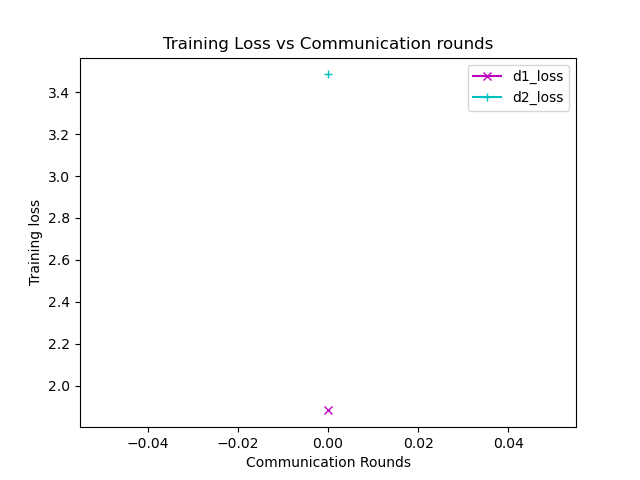 Training Loss vs Communication rounds
d1_loss
d2_loss
3.4
3.2
3.0
2.8
2.6
2.4
2.2
2.0
Training loss
−0.04 −0.02 0.00 0.02 0.04
Communication Rounds